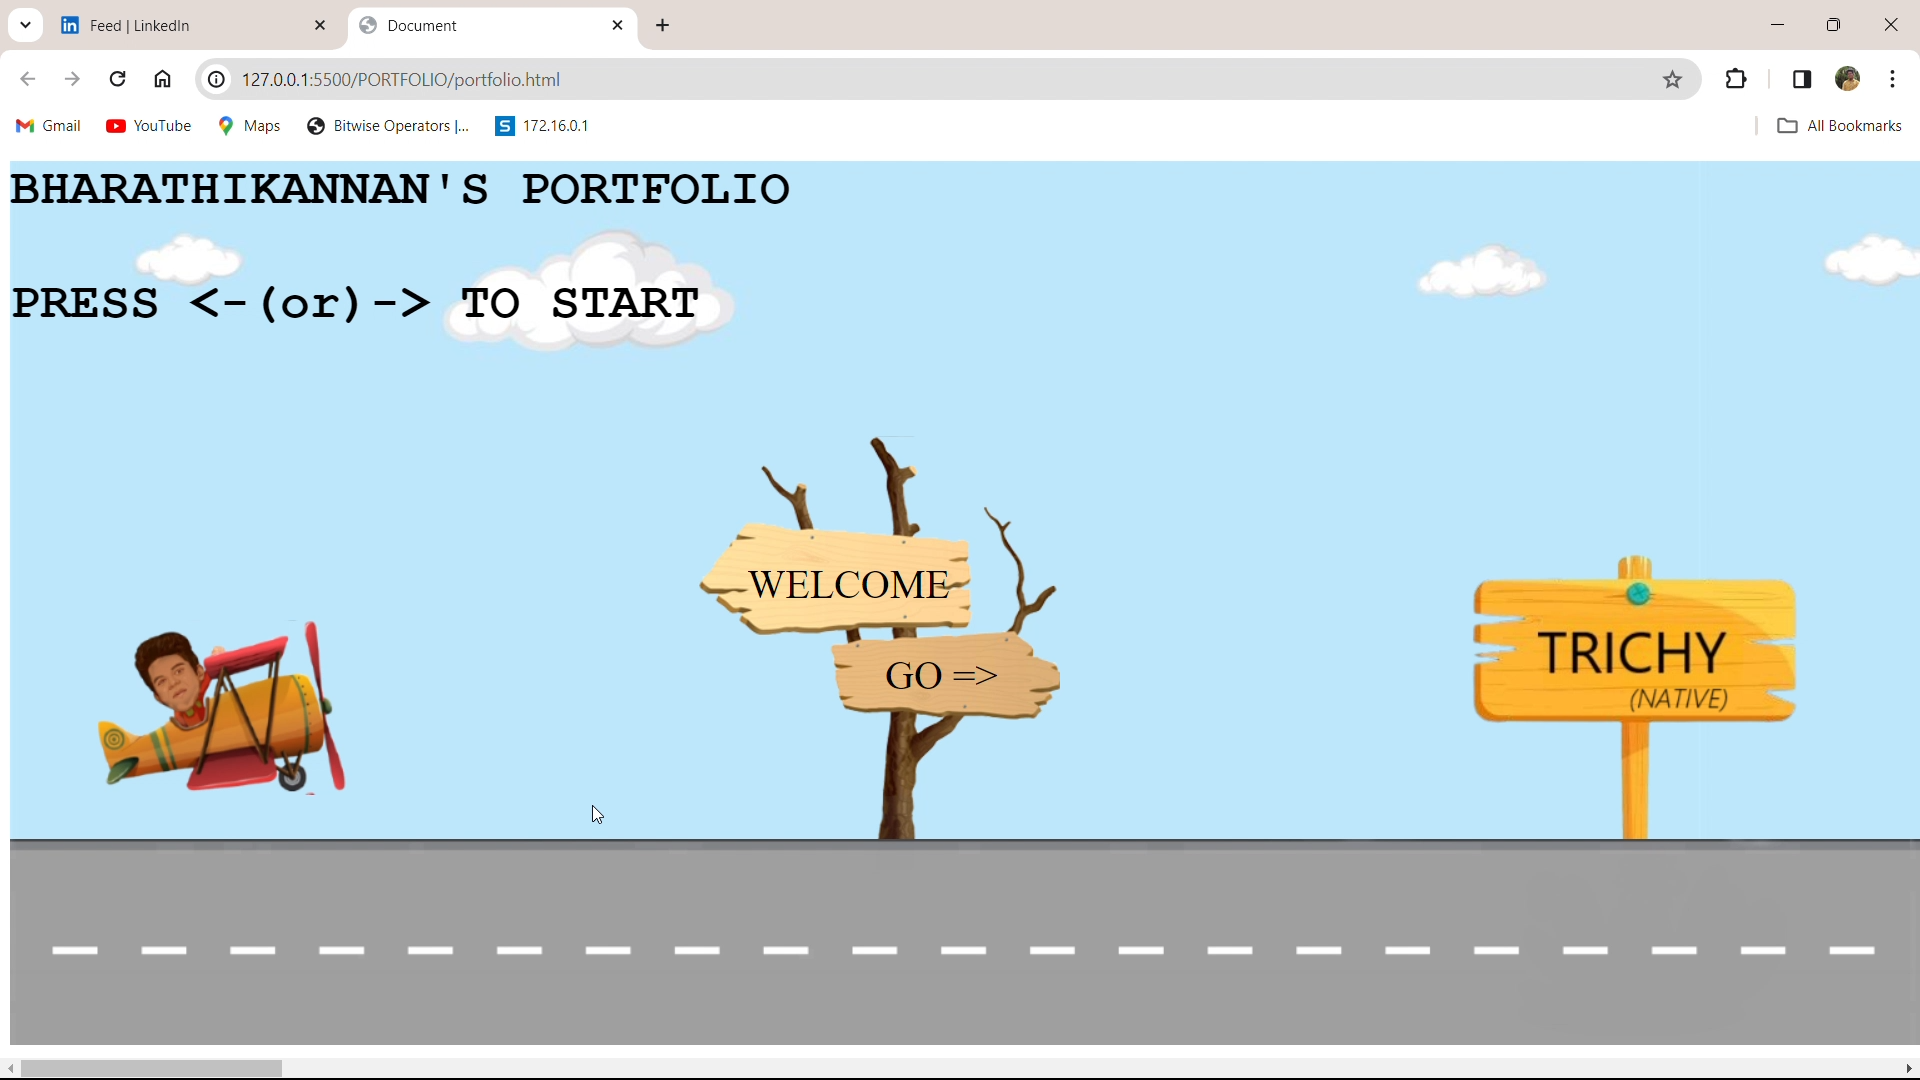 Feed | LinkedIn
Document
127.0.0.1:5500/PORTFOLIO/portfolio.html
Gmail
YouTube
Maps
Bitwise Operators |...
S
172.16.0.1
All Bookmarks
BHARATHIKANNAN'S PORTFOLIO
PRESS <-(or)-> TO START
WELCOME
GO =>
TRICHY
(NATIVE)